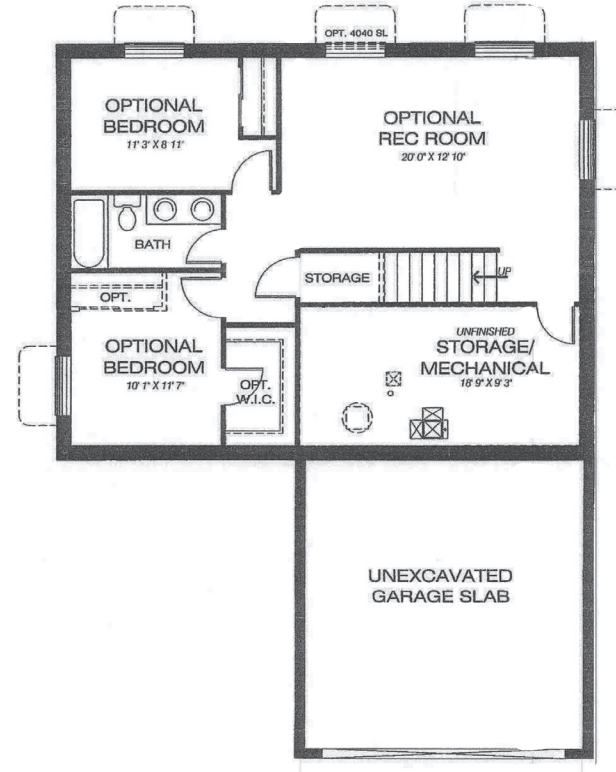 OPT. 4040 SL
OPTIONAL
BEDROOM
11' 3" X 8' 11"
OPTIONAL
REC ROOM
20' 0" X 12' 10"
BATH
STORAGE
UP
OPT.
OPTIONAL
BEDROOM
10' 1" X 11' 7"
OPT.
W.I.C.
UNFINISHED
STORAGE/
MECHANICAL
18' 9" X 9' 3"
UNEXCAVATED
GARAGE SLAB